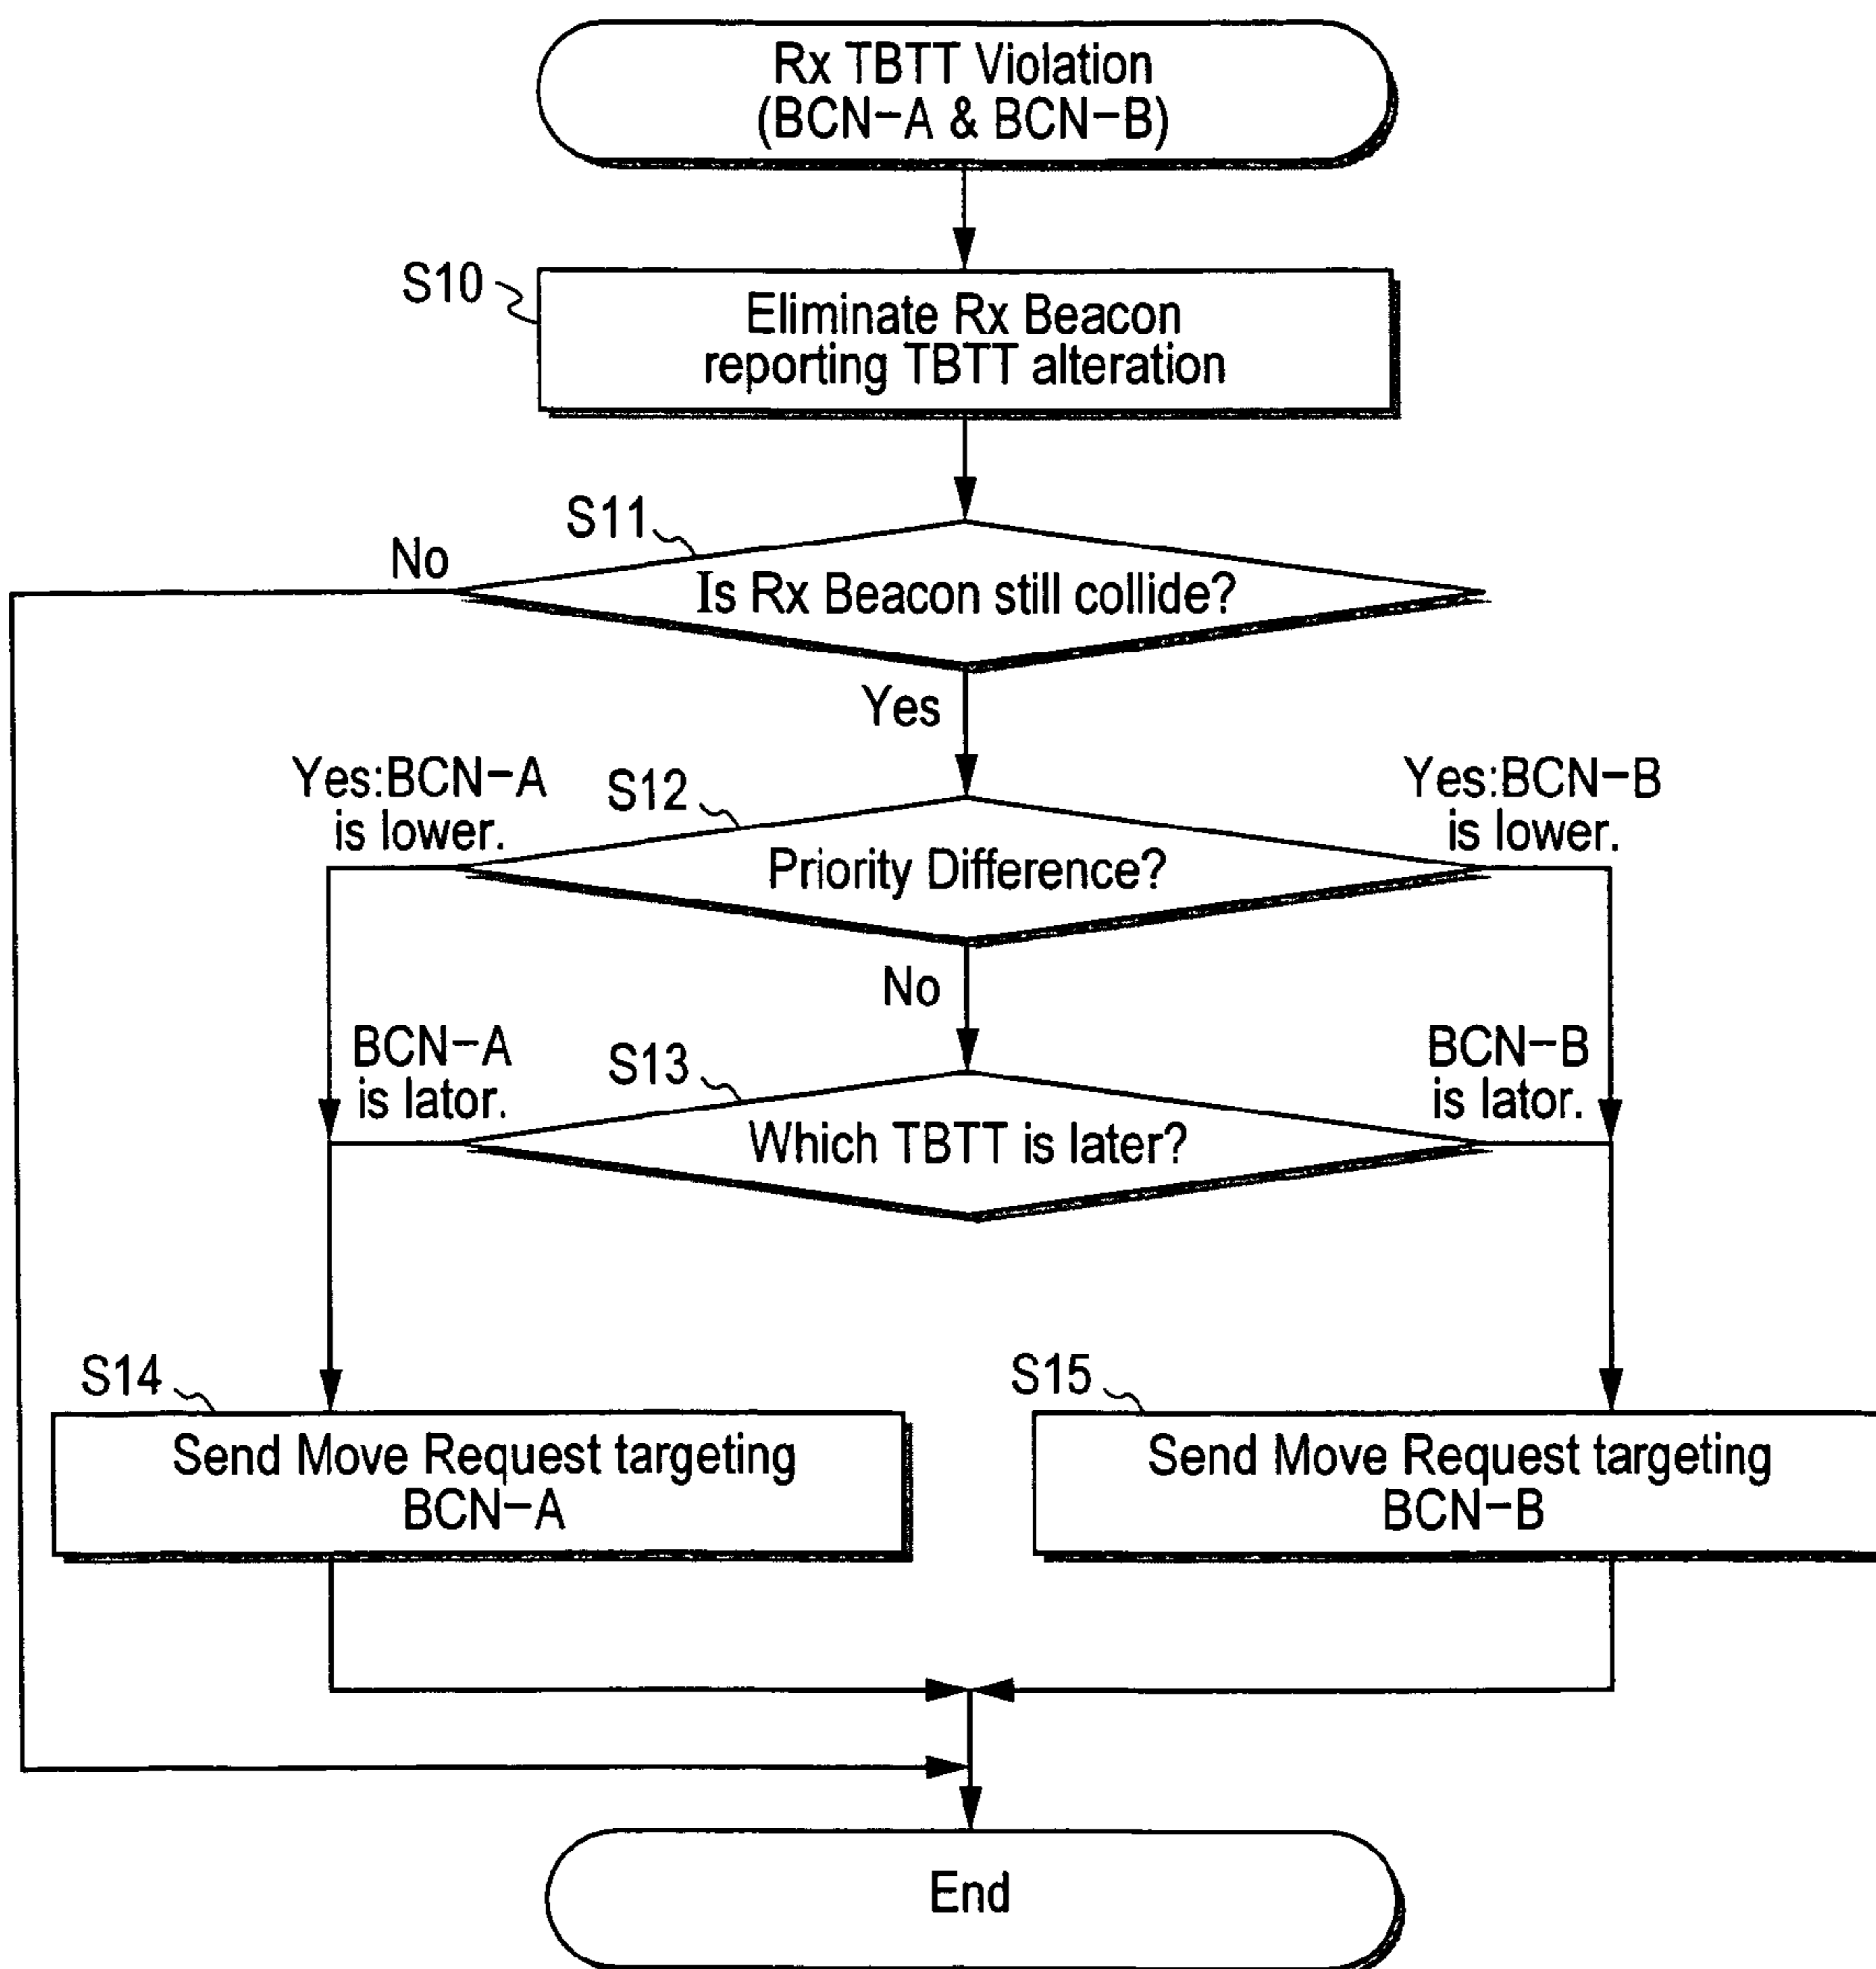 Rx TBTT Violation
(BCN-A & BCN-B)
S10
Eliminate Rx Beacon
reporting TBTT alteration
S11
No
Is Rx Beacon still collide?
Yes
Yes:BCN-A
is lower.
S12
Yes:BCN-B
is lower.
Priority Difference?
No
BCN-A
is lator.
S13
BCN-B
is lator.
Which TBTT is later?
S14
S15
Send Move Request targeting
BCN-A
Send Move Request targeting
BCN-B
End